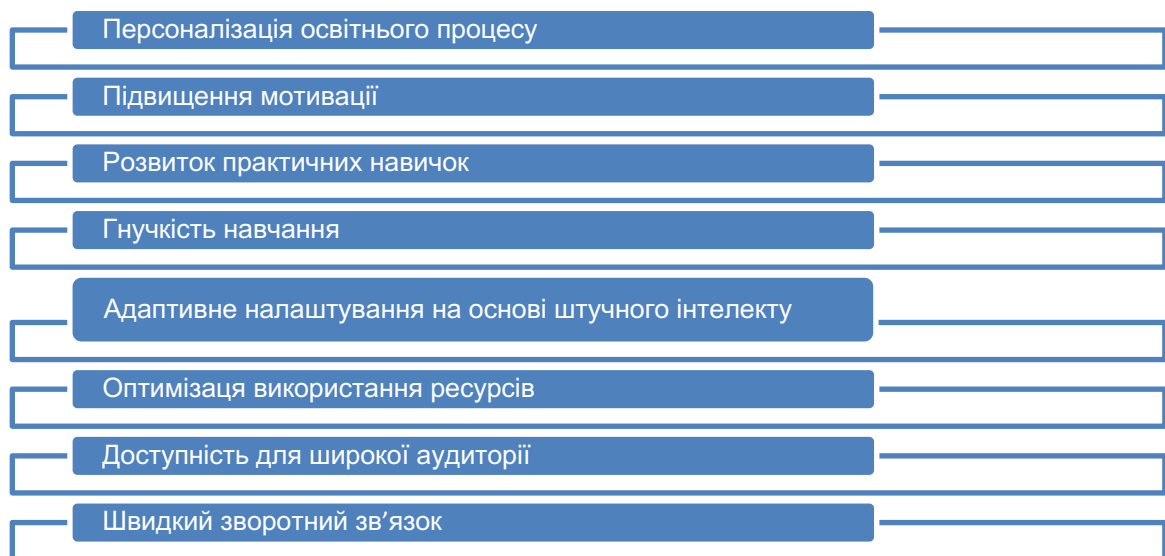 Персоналізація освітнього процесу
Підвищення мотивації
Розвиток практичних навичок
Гнучкість навчання
Адаптивне налаштування на основі штучного інтелекту
Оптимізаця використання ресурсів
Доступність для широкої аудиторії
Швидкий зворотний зв’язок